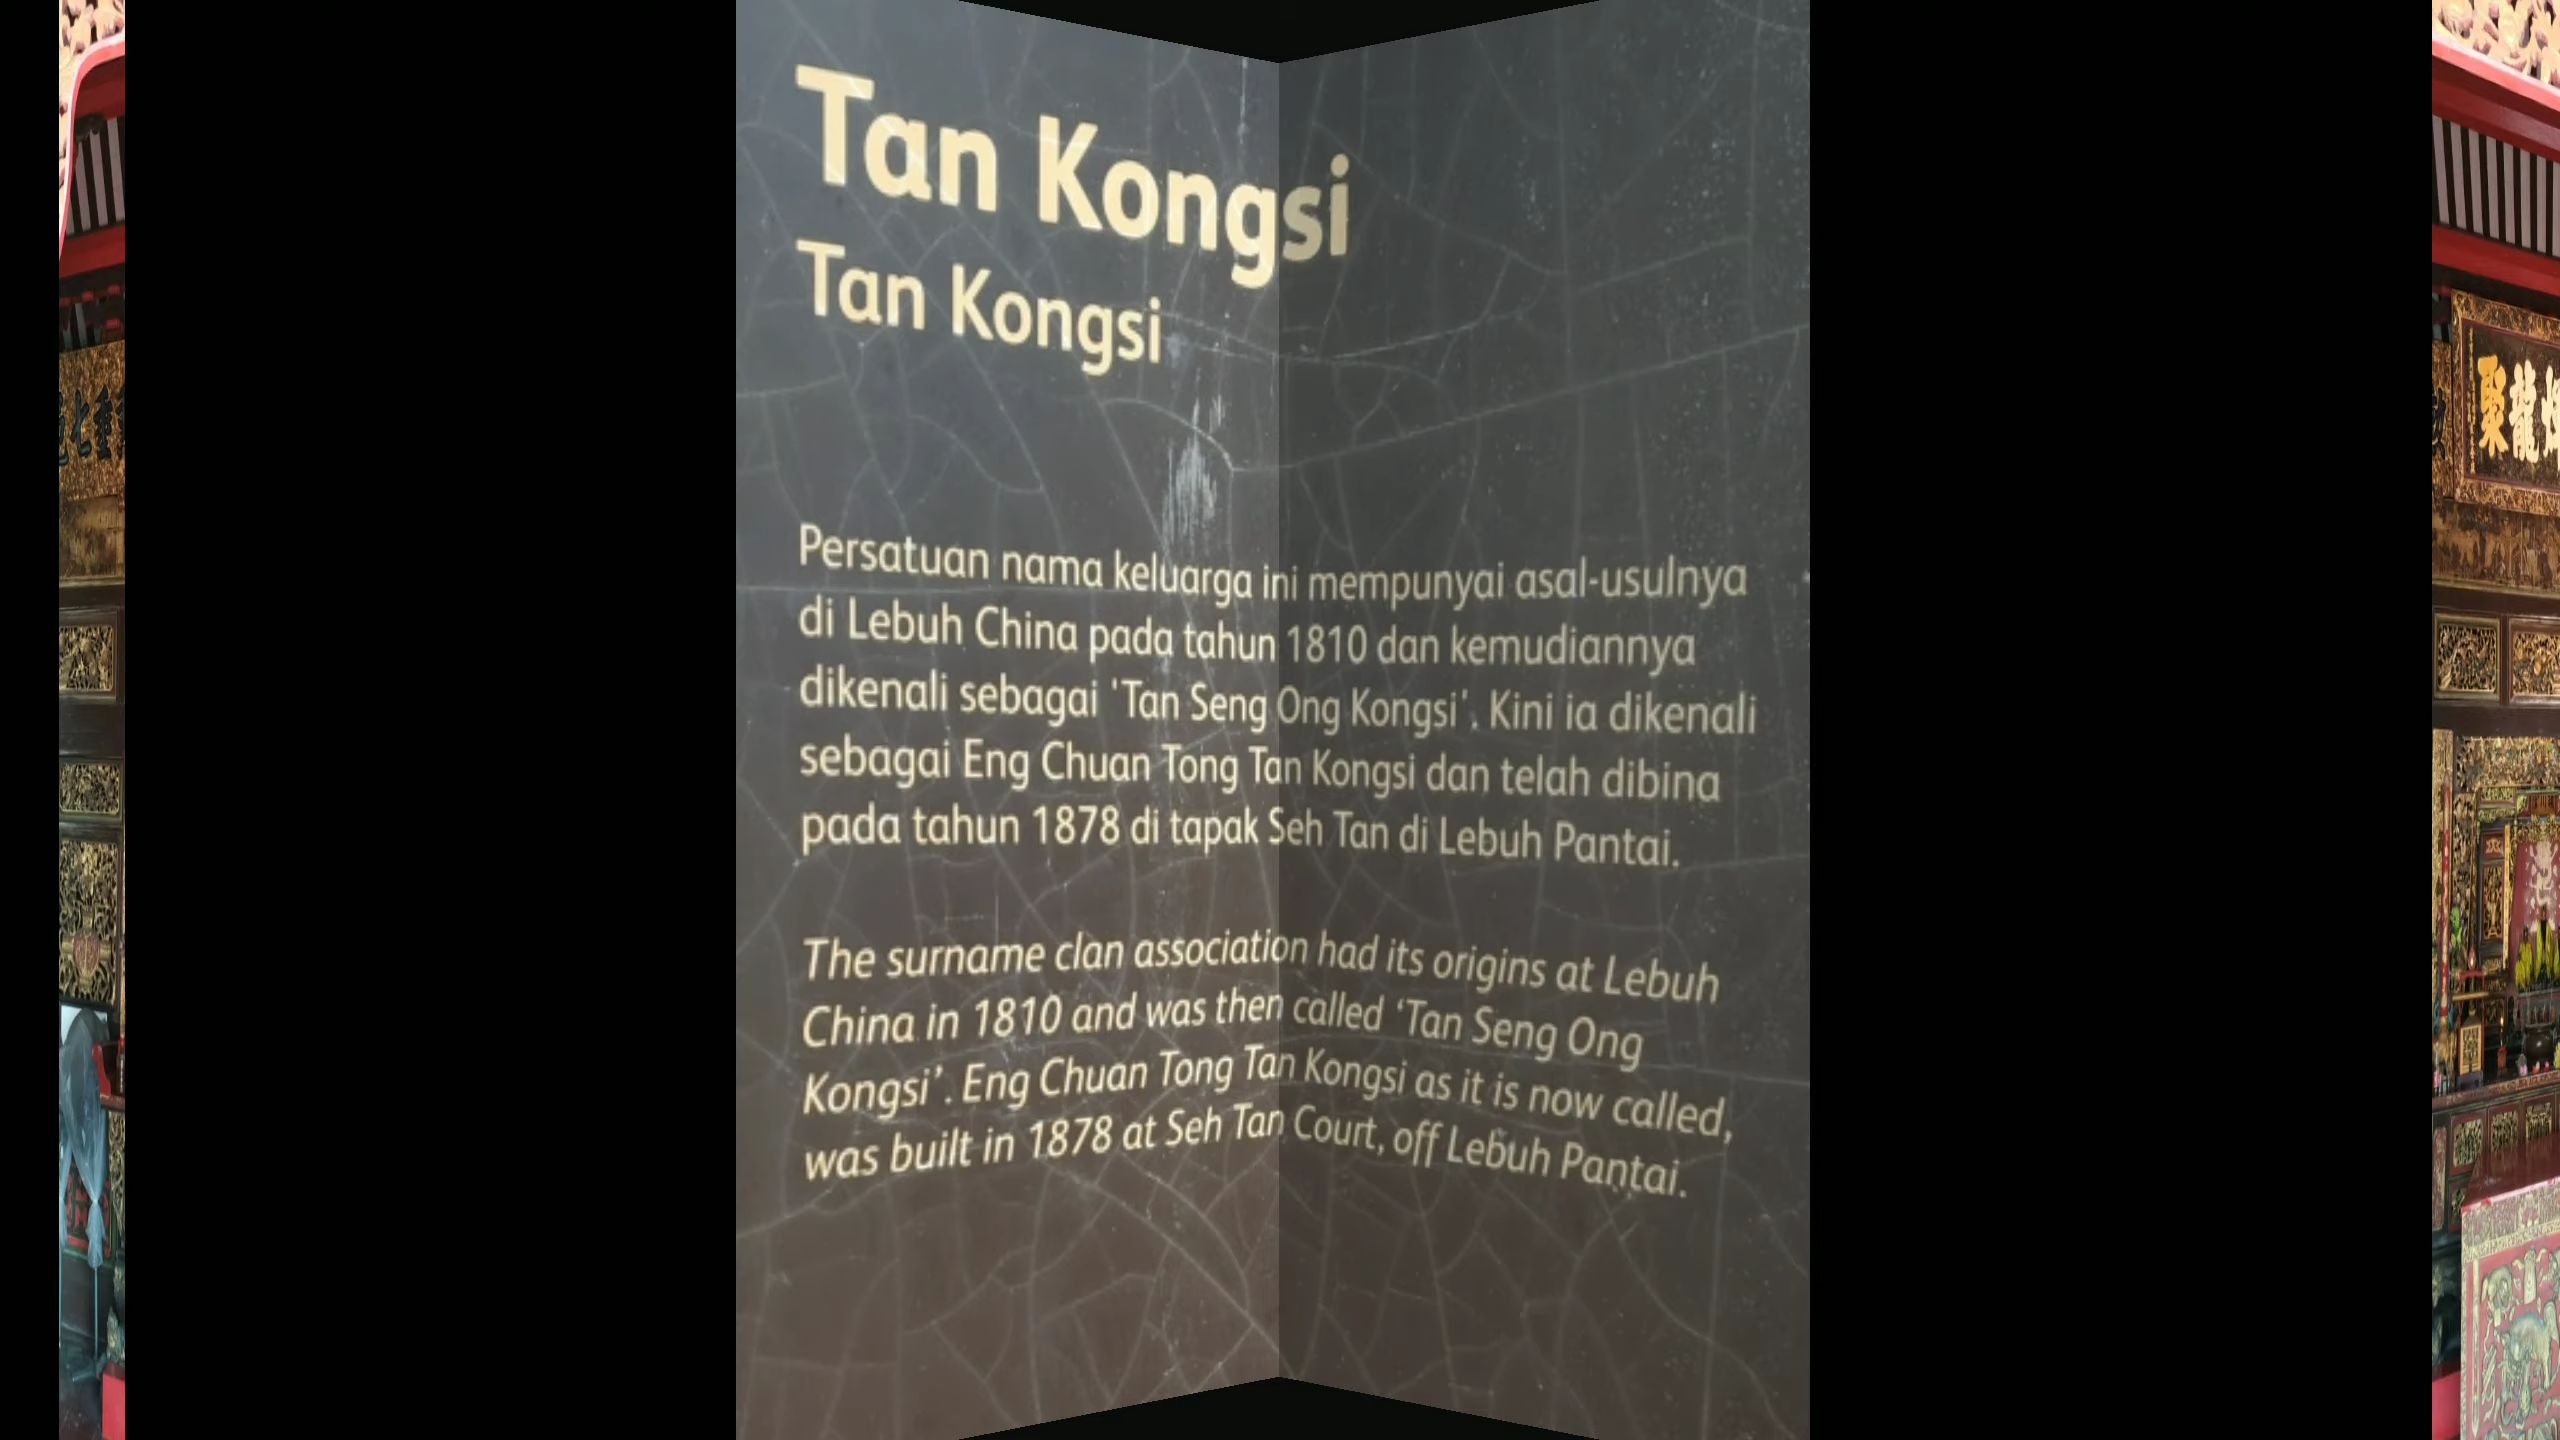 Tan Kongsi
Tan Kongsi
Persatuan nama keluarga ini mempunyai asal-usulnya
di Lebuh China pada tahun 1810 dan kemudiannya
dikenali sebagai 'Tan Seng Ong Kongsi'. Kini ia dikenali
sebagai Eng Chuan Tong Tan Kongsi dan telah dibina
pada tahun 1878 di tapak Seh Tan di Lebuh Pantai.
The surname clan association had its origins at Lebuh
China in 1810 and was then called ‘Tan Seng Ong
Kongsi’. Eng Chuan Tong Tan Kongsi as it is now called,
was built in 1878 at Seh Tan Court, off Lebuh Pantai.
聚龍